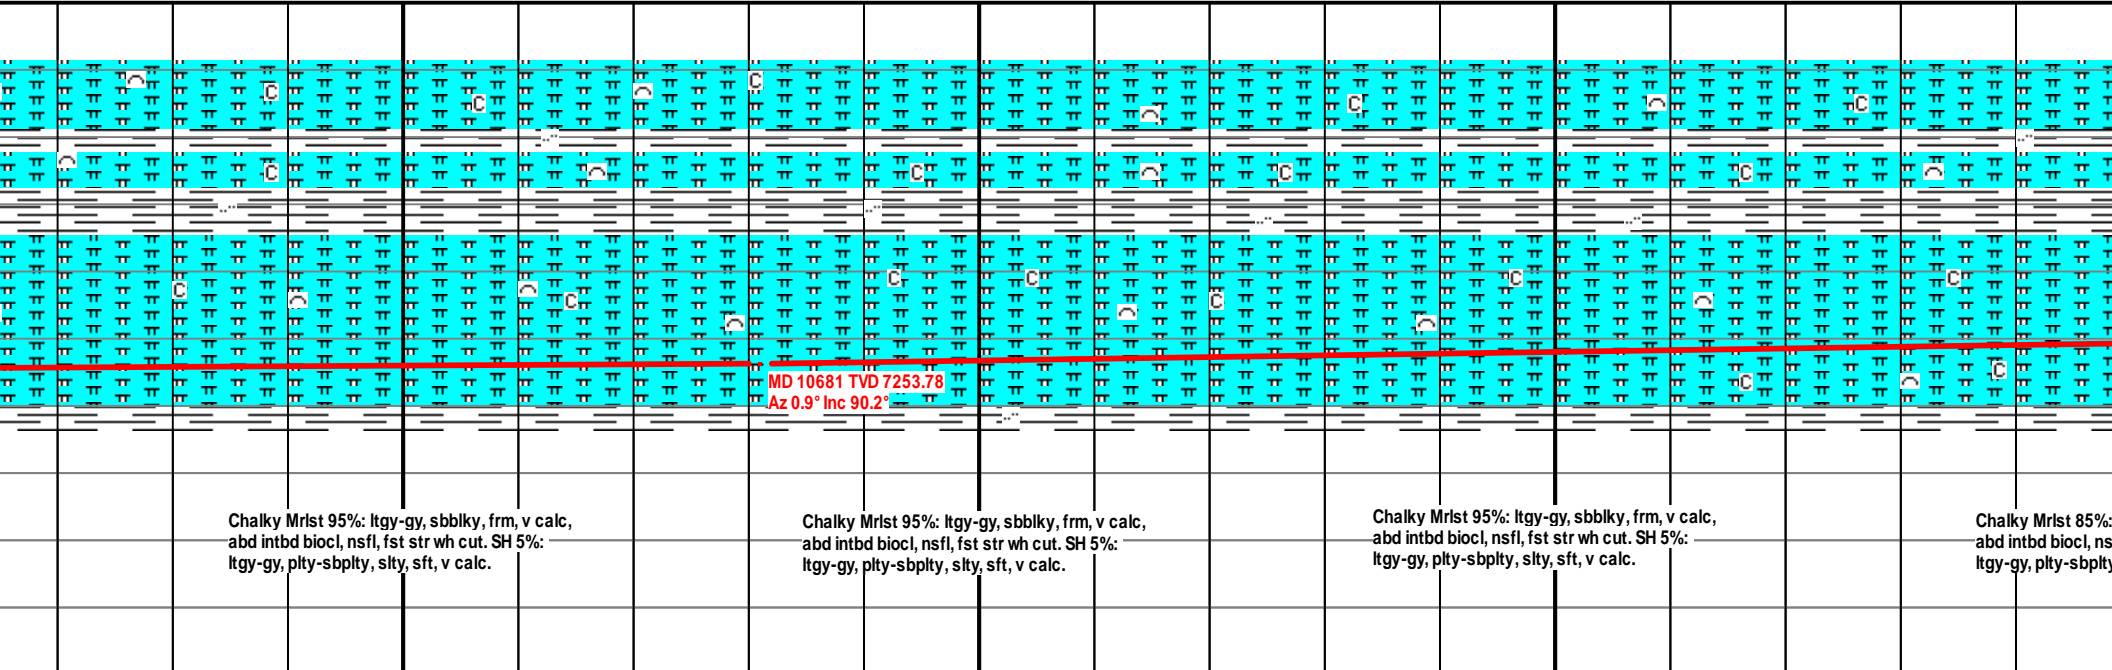 MD 10681 TVD 7253.78
Az 0.9° Inc 90.2°
Chalky Mrlst 95%: ltgy-gy, sbblky, frm, v calc,
abd intbd biocl, nsfl, fst str wh cut. SH 5%:
ltgy-gy, plty-sbplty, slty, sft, v calc.
Chalky Mrlst 95%: ltgy-gy, sbblky, frm, v calc,
abd intbd biocl, nsfl, fst str wh cut. SH 5%:
ltgy-gy, plty-sbplty, slty, sft, v calc.
Chalky Mrlst 95%: ltgy-gy, sbblky, frm, v calc,
abd intbd biocl, nsfl, fst str wh cut. SH 5%:
ltgy-gy, plty-sbplty, slty, sft, v calc.
Chalky Mrlst 85%:
abd intbd biocl, ns
ltgy-gy, plty-sbplty